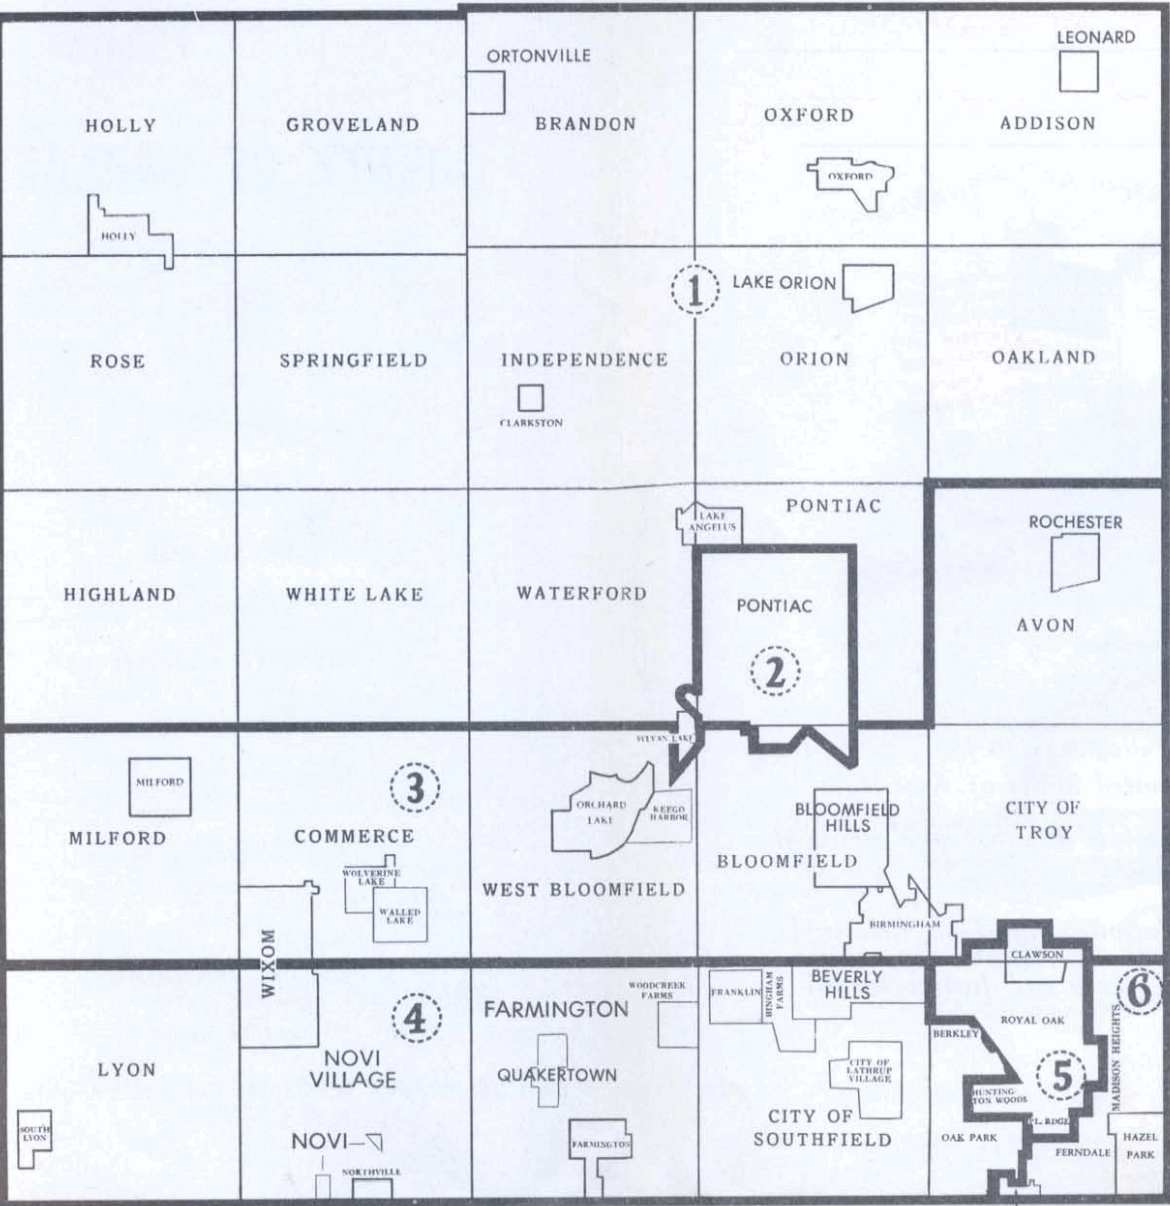 LEONARD
ORTONVILLE
HOLLY
GROVELAND
BRANDON
OXFORD
ADDISON
OXFORD
HOLLY
1
LAKE ORION
ROSE
SPRINGFIELD
INDEPENDENCE
ORION
OAKLAND
CLARKSTON
LAKE
ANGELUS
PONTIAC
ROCHESTER
HIGHLAND
WHITE LAKE
WATERFORD
PONTIAC
AVON
2
SYLVAN LAKE
MILFORD
3
MILFORD
COMMERCE
ORCHARD
LAKE
KEEGO
HARBOR
BLOOMFIELD
HILLS
CITY OF
TROY
WOLVERINE
LAKE
WEST BLOOMFIELD
BLOOMFIELD
WALLED
LAKE
BIRMINGHAM
WIXOM
CLAWSON
4
WOODCREEK
FARMS
FARMINGTON
FRANKLIN
BINGHAM
FARMS
BEVERLY
HILLS
6
ROYAL OAK
BERKLEY
MADISON HEIGHTS
LYON
NOVI
VILLAGE
QUAKERTOWN
CITY OF
LATHRUP
VILLAGE
5
HUNTING-
TON WOODS
SOUTH
LYON
NOVI
FARMINGTON
CITY OF
SOUTHFIELD
PL. RIDGE
OAK PARK
FERNDALE
HAZEL
PARK
NORTHVILLE